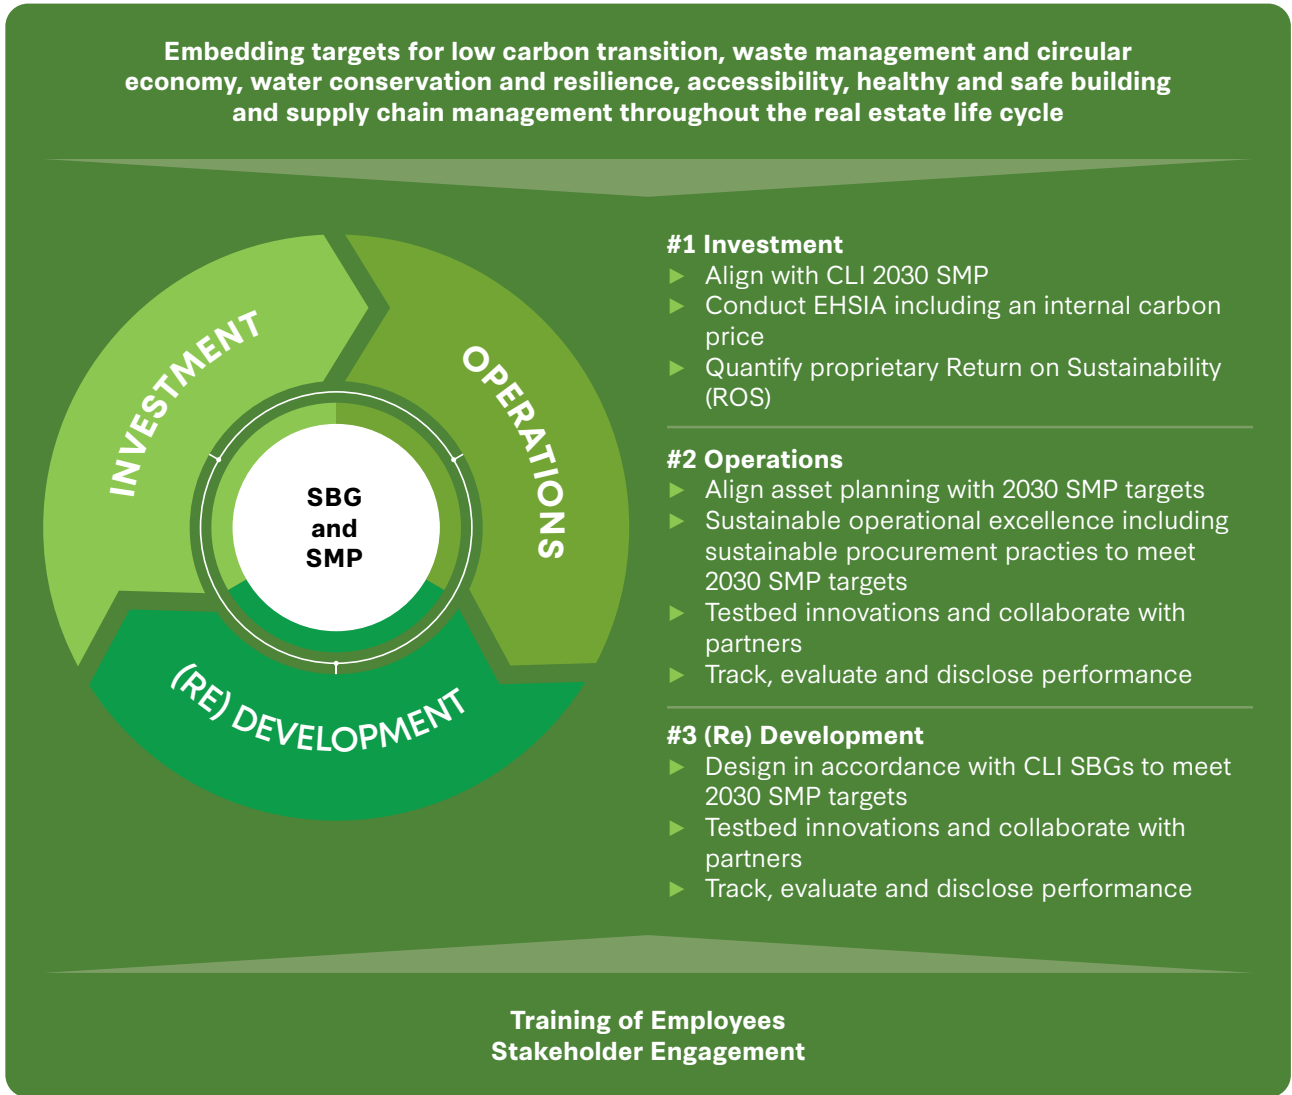 Embedding targets for low carbon transition, waste management and circular
economy, water conservation and resilience, accessibility, healthy and safe building
and supply chain management throughout the real estate life cycle
INVESTMENT
OPERATIONS
(RE) DEVELOPMENT
SBG
and
SMP
#1 Investment
► Align with CLI 2030 SMP
► Conduct EHSIA including an internal carbon
price
► Quantify proprietary Return on Sustainability
(ROS)
#2 Operations
► Align asset planning with 2030 SMP targets
► Sustainable operational excellence including
sustainable procurement practies to meet
2030 SMP targets
► Testbed innovations and collaborate with
partners
► Track, evaluate and disclose performance
#3 (Re) Development
► Design in accordance with CLI SBGs to meet
2030 SMP targets
► Testbed innovations and collaborate with
partners
► Track, evaluate and disclose performance
Training of Employees
Stakeholder Engagement